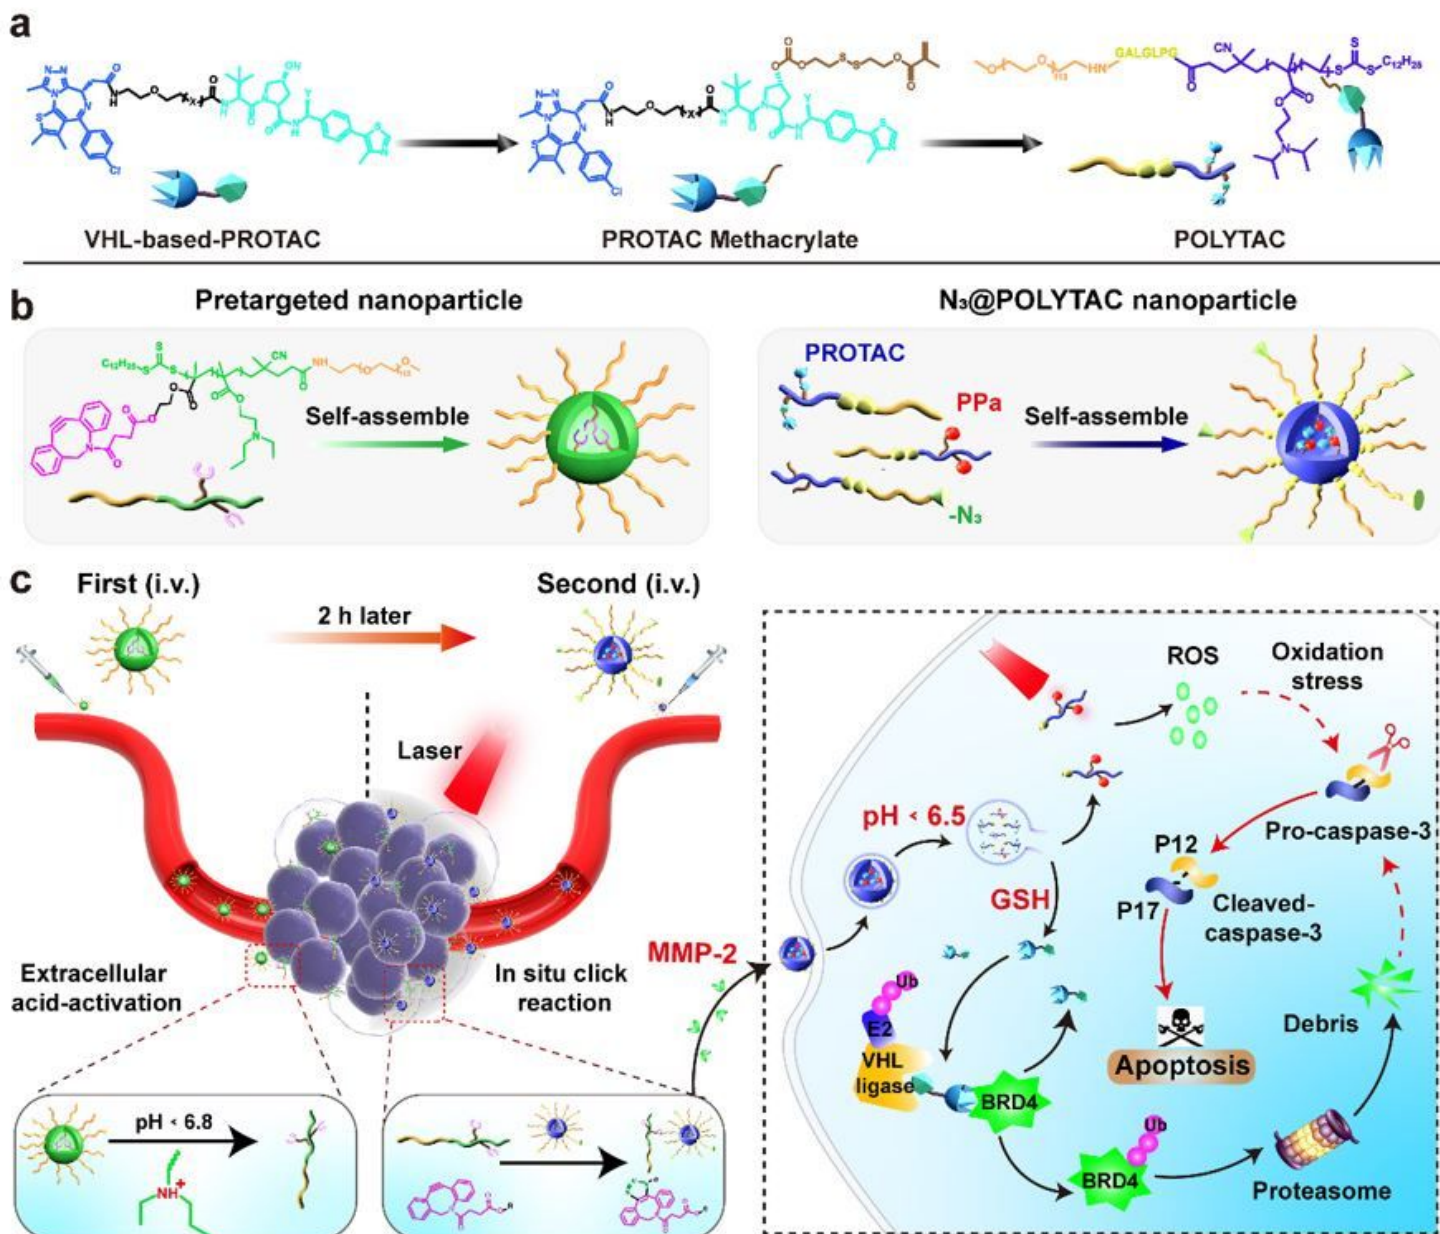 a
GALGLPG
VHL-based-PROTAC
PROTAC Methacrylate
POLYTAC
b
Pretargeted nanoparticle
N₃@POLYTAC nanoparticle
PROTAC
PPa
-N₃
Self-assemble
Self-assemble
c
First (i.v.)
2 h later
Second (i.v.)
Laser
Extracellular
acid-activation
In situ click
reaction
MMP-2
pH < 6.8
NH+
pH < 6.5
GSH
ROS
Oxidation
stress
Pro-caspase-3
P12
P17
Cleaved-
caspase-3
Apoptosis
Debris
Ub
E2
VHL
ligase
BRD4
Ub
BRD4
Proteasome